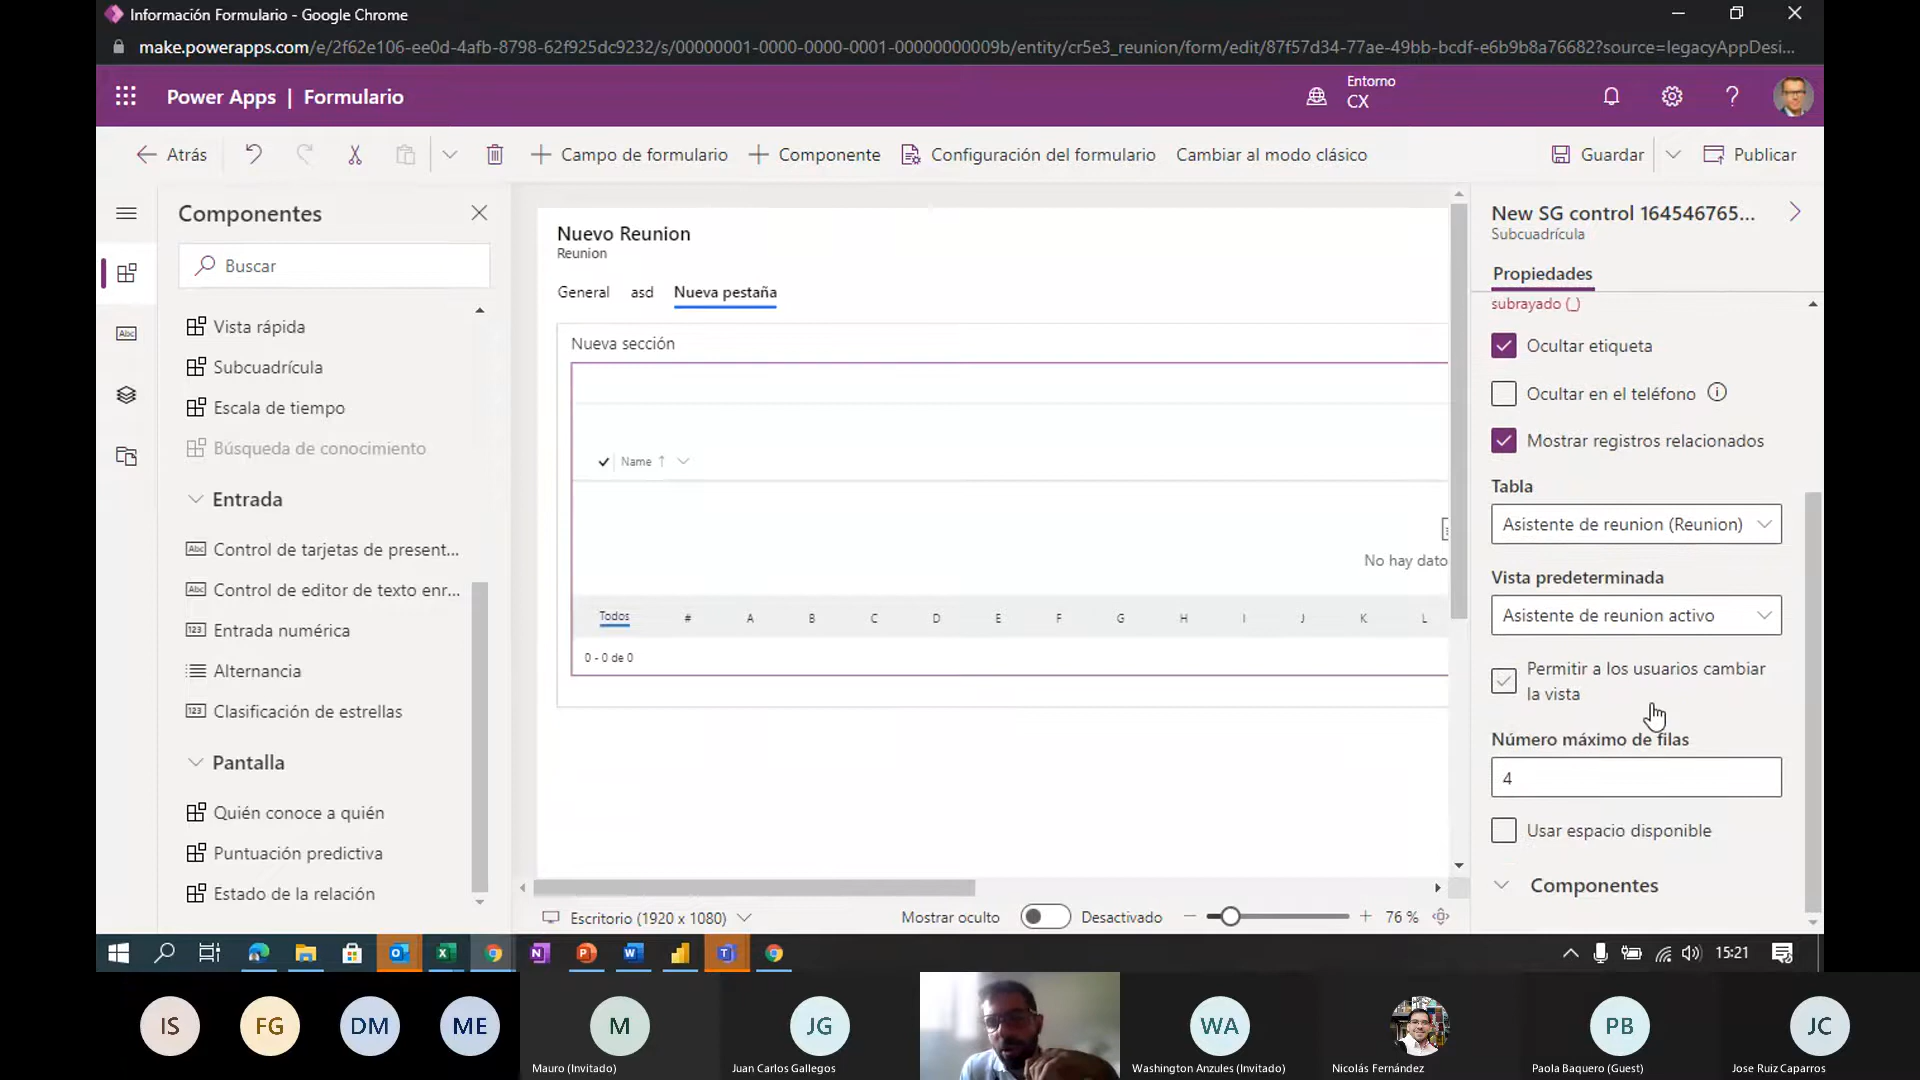 Información Formulario - Google Chrome
make.powerapps.com/e/2f62e106-ee0d-4afb-8798-62f925dc9232/s/00000001-0000-0000-0001-00000000009b/entity/cr5e3_reunion/form/edit/87f57d34-77ae-49bb-bcdf-e6b9b8a76682?source=legacyAppDesi...
Power Apps | Formulario
Entorno
CX
Atrás
Campo de formulario
Componente
Configuración del formulario
Cambiar al modo clásico
Guardar
Publicar
Componentes
Buscar
Vista rápida
Subcuadrícula
Escala de tiempo
Búsqueda de conocimiento
Entrada
Abc Control de tarjetas de present...
Abc Control de editor de texto enr...
123 Entrada numérica
Alternancia
123 Clasificación de estrellas
Pantalla
Quién conoce a quién
Puntuación predictiva
Estado de la relación
Abc
Nuevo Reunion
Reunion
General asd Nueva pestaña
Nueva sección
Name
No hay dato
Todos # A B C D E F G H I J K L
0 - 0 de 0
Escritorio (1920 x 1080)
Mostrar oculto
Desactivado
76 %
New SG control 164546765...
Subcuadrícula
Propiedades
subrayado (_)
Ocultar etiqueta
Ocultar en el teléfono
Mostrar registros relacionados
Tabla
Asistente de reunion (Reunion)
Vista predeterminada
Asistente de reunion activo
Permitir a los usuarios cambiar
la vista
Número máximo de filas
4
Usar espacio disponible
Componentes
15:21
IS
FG
DM
ME
M
JG
WA
PB
JC
Mauro (Invitado)
Juan Carlos Gallegos
Washington Anzules (Invitado)
Nicolás Fernández
Paola Baquero (Guest)
Jose Ruiz Caparros